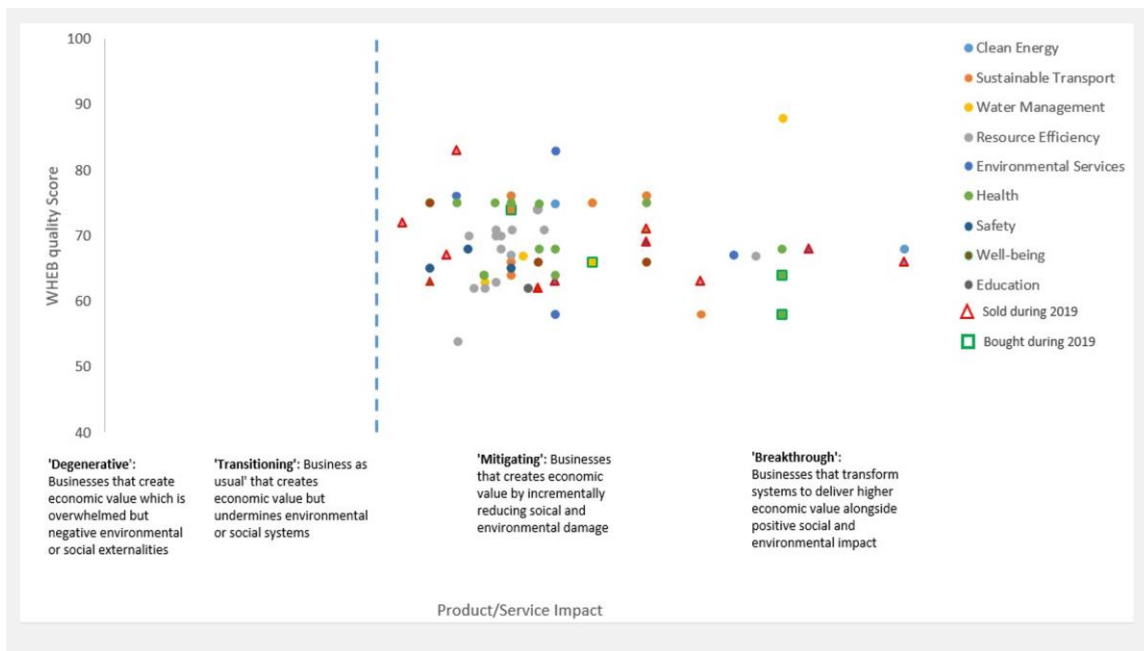 100
90
80
70
60
50
40
WHEB quality Score
Clean Energy
Sustainable Transport
Water Management
Resource Efficiency
Environmental Services
Health
Safety
Well-being
Education
Sold during 2019
Bought during 2019
'Degenerative':
Businesses that create
economic value which is
overwhelmed but
negative environmental
or social externalities
'Transitioning': Business as
usual' that creates
economic value but
undermines environmental
or social systems
'Mitigating': Businesses
that creates economic
value by incrementally
reducing soical and
environmental damage
'Breakthrough':
Businesses that transform
systems to deliver higher
economic value alongside
positive social and
environmental impact
Product/Service Impact